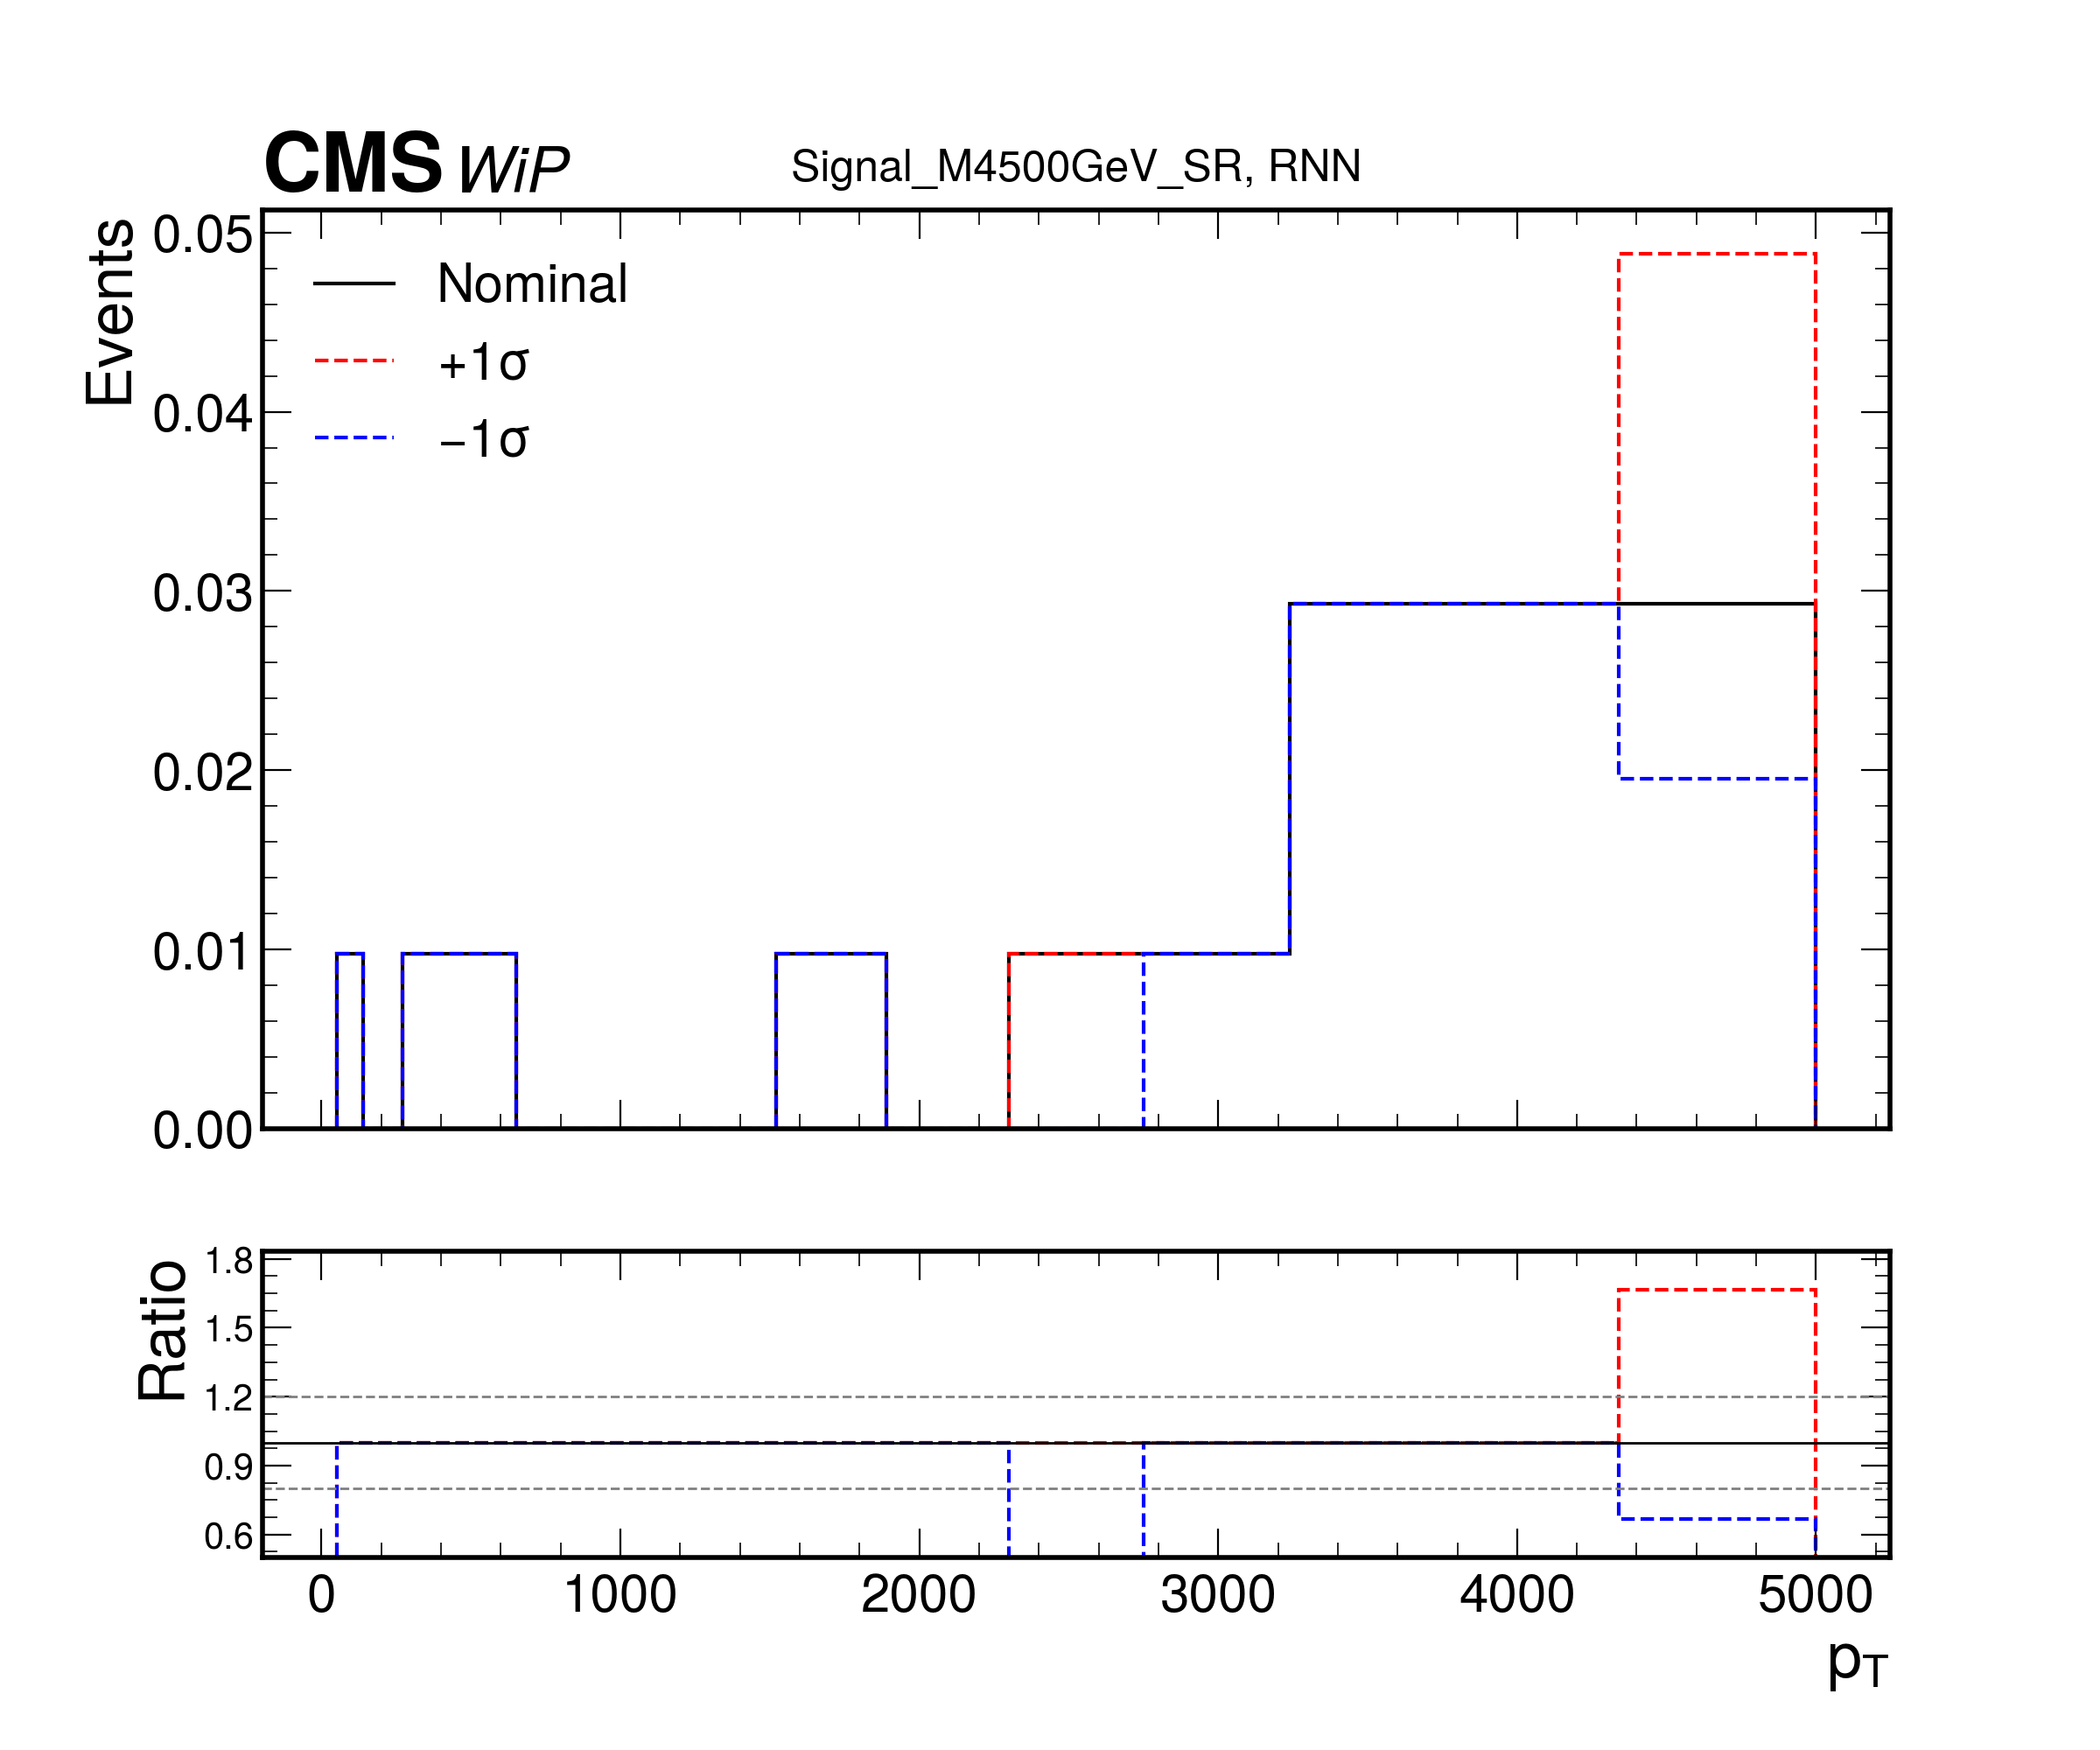 CMS WiP Signal_M4500GeV_SR, RNN
Events
0.05
0.04
0.03
0.02
0.01
0.00
Nominal
+1σ
−1σ
Ratio
1.8
1.5
1.2
0.9
0.6
0 1000 2000 3000 4000 5000
pT